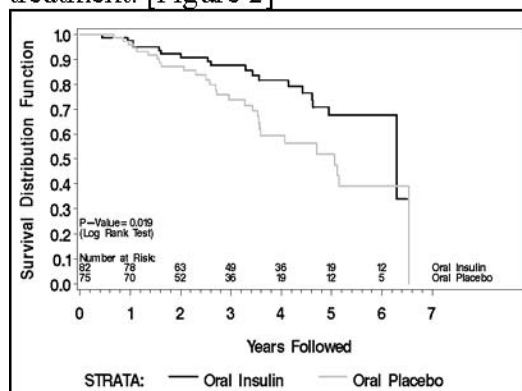 treatment. [Figure 2]
1.0
0.9
0.8
0.7
0.6
0.5
0.4
0.3
0.2
0.1
0.0
Survival Distribution Function
P-Value= 0.019
(Log Rank Test)
Number at Risk:
82 78 63 49 36 19 12 Oral Insulin
75 70 52 36 19 12 5 Oral Placebo
0 1 2 3 4 5 6 7
Years Followed
STRATA: Oral Insulin Oral Placebo